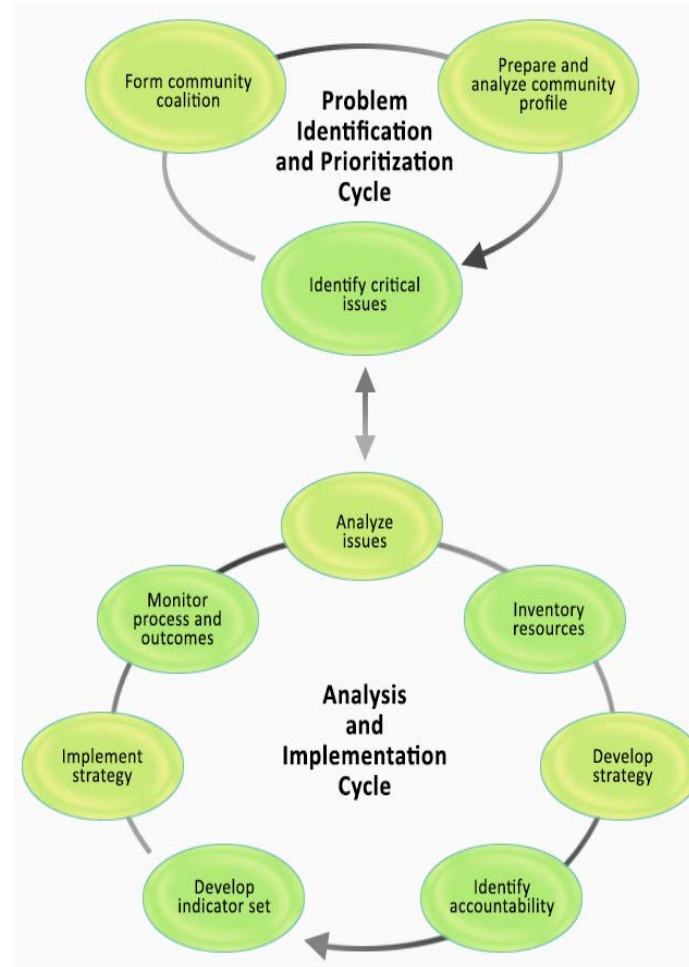 Form community
coalition
Prepare and
analyze community
profile
Problem
Identification
and Prioritization
Cycle
Identify critical
issues
Analyze
issues
Monitor
process and
outcomes
Inventory
resources
Analysis
and
Implementation
Cycle
Implement
strategy
Develop
strategy
Develop
indicator set
Identify
accountability